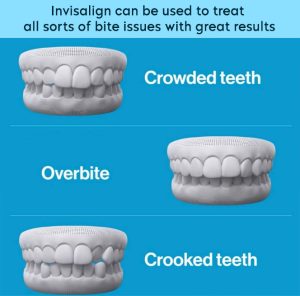 Invisalign can be used to treat
all sorts of bite issues with great results
Crowded teeth
Overbite
Crooked teeth